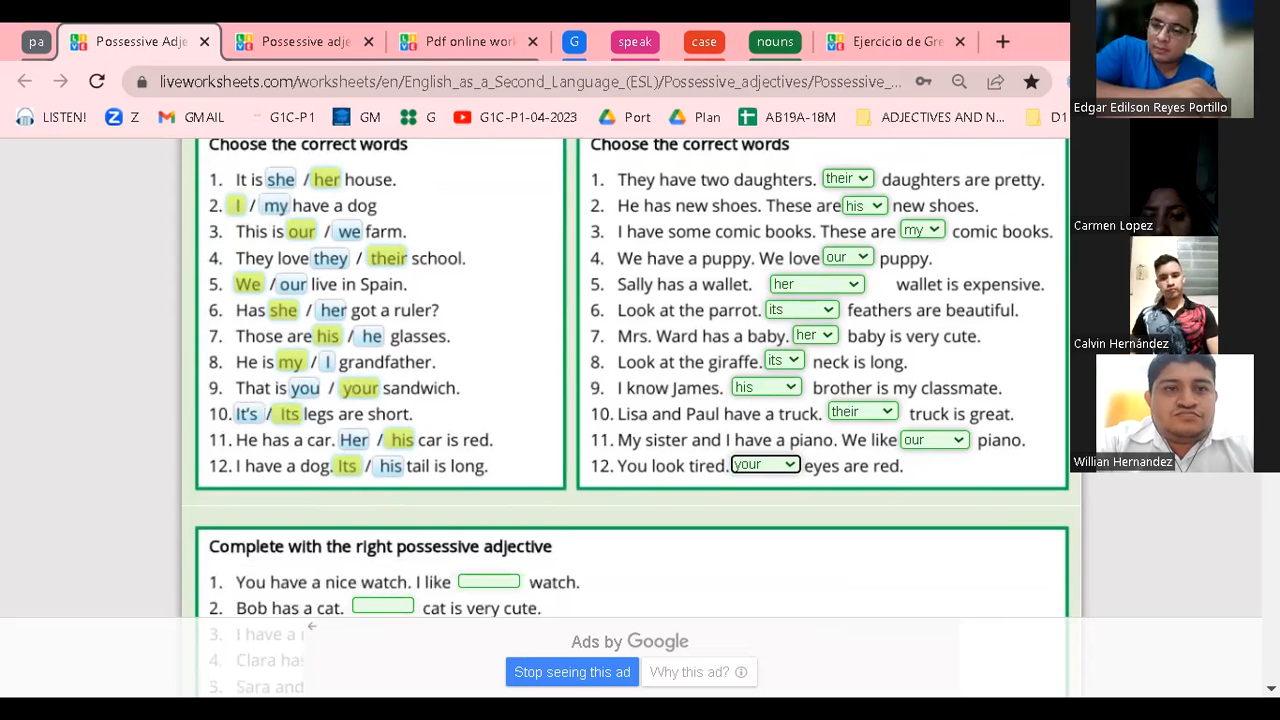 pa
Possessive Adje
Possessive adje
Pdf online wor
G
speak
case
nouns
Ejercicio de Gre
liveworksheets.com/worksheets/en/English_as_a_Second_Language_(ESL)/Possessive_adjectives/Possessive_...
LISTEN!
Z
GMAIL
G1C-P1
GM
G
G1C-P1-04-2023
Port
Plan
AB19A-18M
ADJECTIVES AND N...
D1
Choose the correct words
1. It is she / her house.
2. I / my have a dog
3. This is our / we farm.
4. They love they / their school.
5. We / our live in Spain.
6. Has she / her got a ruler?
7. Those are his / he glasses.
8. He is my / I grandfather.
9. That is you / your sandwich.
10. It's / Its legs are short.
11. He has a car. Her / his car is red.
12. I have a dog. Its / his tail is long.
Choose the correct words
1. They have two daughters. their daughters are pretty.
2. He has new shoes. These are his new shoes.
3. I have some comic books. These are my comic books.
4. We have a puppy. We love our puppy.
5. Sally has a wallet. her wallet is expensive.
6. Look at the parrot. its feathers are beautiful.
7. Mrs. Ward has a baby. her baby is very cute.
8. Look at the giraffe. its neck is long.
9. I know James. his brother is my classmate.
10. Lisa and Paul have a truck. their truck is great.
11. My sister and I have a piano. We like our piano.
12. You look tired. your eyes are red.
Complete with the right possessive adjective
1. You have a nice watch. I like watch.
2. Bob has a cat. cat is very cute.
3. I have a
4. Clara has
5. Sara and
Ads by Google
Stop seeing this ad
Why this ad?
Edgar Edilson Reyes Portillo
Carmen Lopez
Calvin Hernández
Willian Hernandez